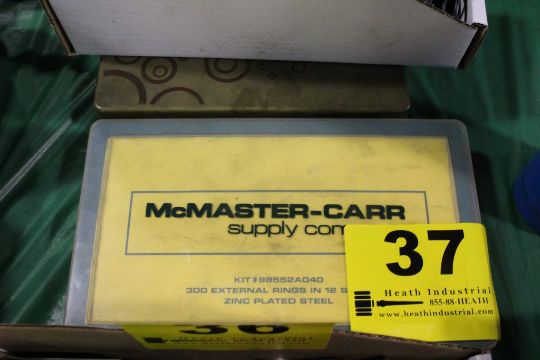 McMASTER-CARR
supply com
KIT#98552A040
300 EXTERNAL RINGS IN 12 S
ZINC PLATED STEEL
37
Heath Industrial
855-88-HEATH
www.heathindustrial.com
36